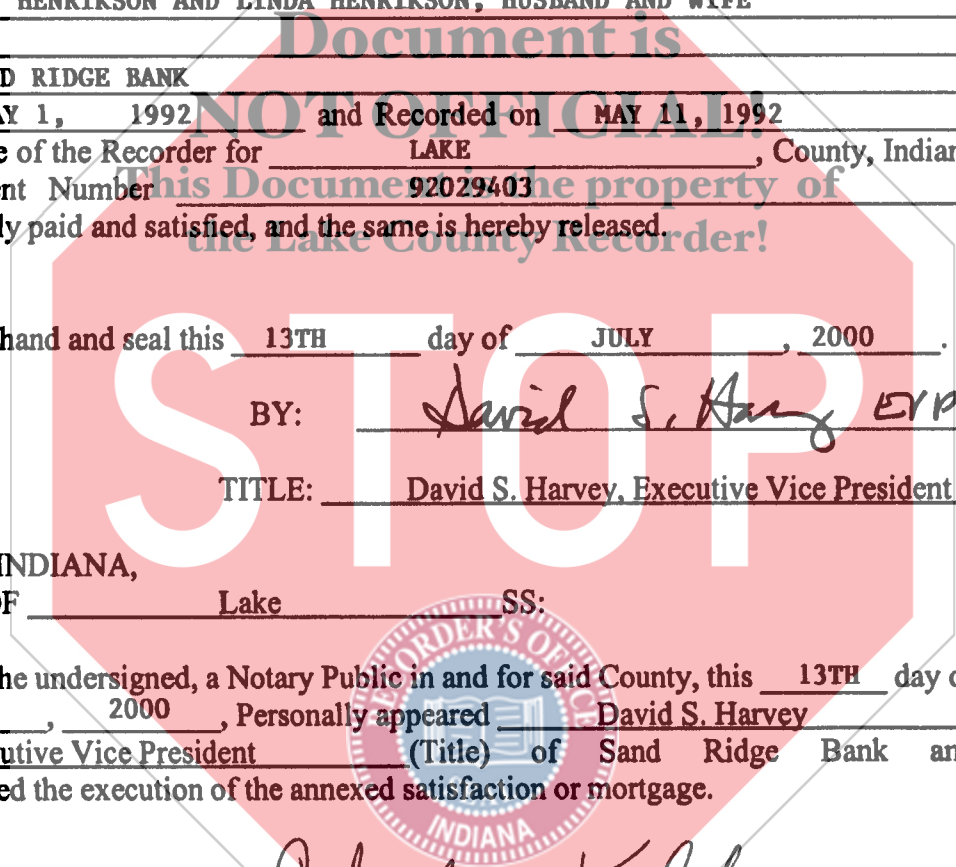 HENRIKSON AND LINDA HENRIKSON, HUSBAND AND WIFE
Document is
D RIDGE BANK
AY 1, 1992 and Recorded on MAY 11, 1992
NOT OFFICIAL!
e of the Recorder for LAKE , County, Indian
nt Number 92029403
This Document is the property of
ly paid and satisfied, and the same is hereby released.
the Lake County Recorder!
hand and seal this 13TH day of JULY , 2000 .
STOP
BY: David S. Harvey EVP
TITLE: David S. Harvey, Executive Vice President
INDIANA,
OF Lake SS:
RECORDER'S OFFICE
he undersigned, a Notary Public in and for said County, this 13TH day o
, 2000 , Personally appeared David S. Harvey
utive Vice President (Title) of Sand Ridge Bank an
ed the execution of the annexed satisfaction or mortgage.
INDIANA